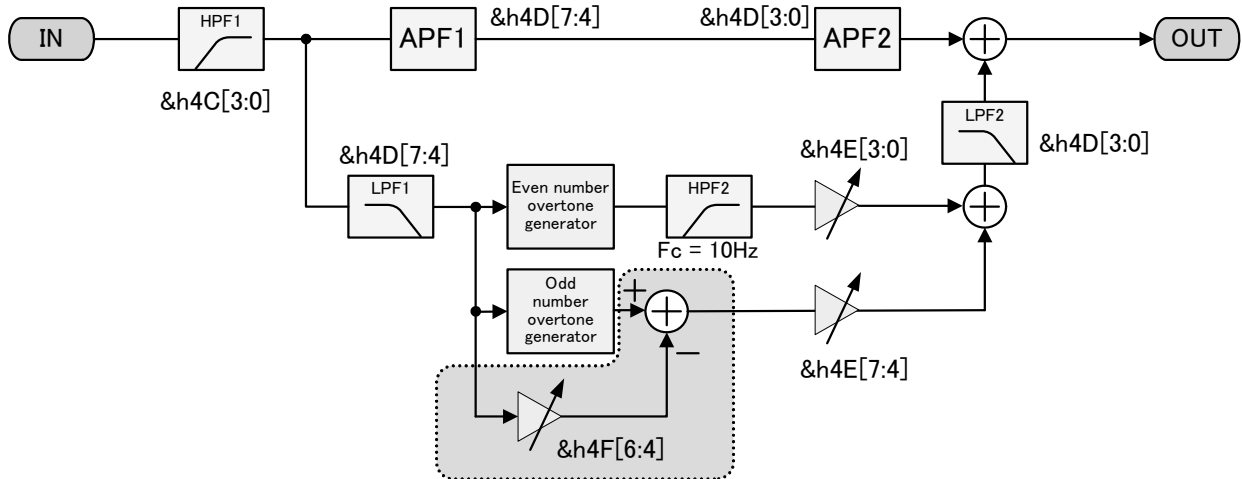 IN
HPF1
&h4C[3:0]
APF1
&h4D[7:4]
&h4D[3:0]
APF2
OUT
LPF2
&h4D[3:0]
&h4D[7:4]
LPF1
Even number
overtone
generator
HPF2
Fc = 10Hz
&h4E[3:0]
Odd
number
overtone
generator
+
−
&h4E[7:4]
&h4F[6:4]